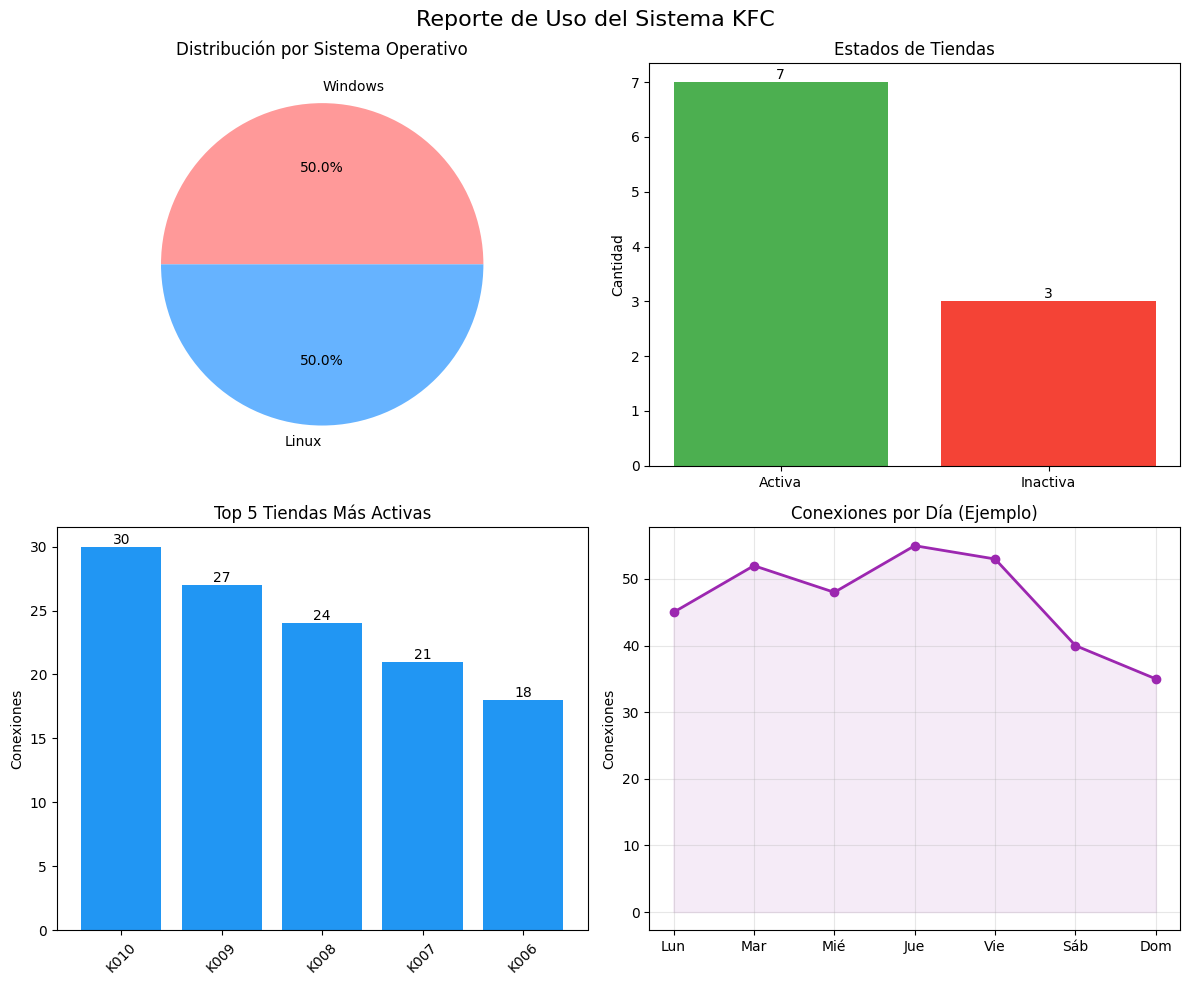 Reporte de Uso del Sistema KFC
Distribución por Sistema Operativo
Windows
50.0%
50.0%
Linux
Estados de Tiendas
Cantidad
7
6
5
4
3
2
1
0
7
3
Activa
Inactiva
Top 5 Tiendas Más Activas
Conexiones
30
25
20
15
10
5
0
30
27
24
21
18
K010
K009
K008
K007
K006
Conexiones por Día (Ejemplo)
Conexiones
50
40
30
20
10
0
Lun
Mar
Mié
Jue
Vie
Sáb
Dom